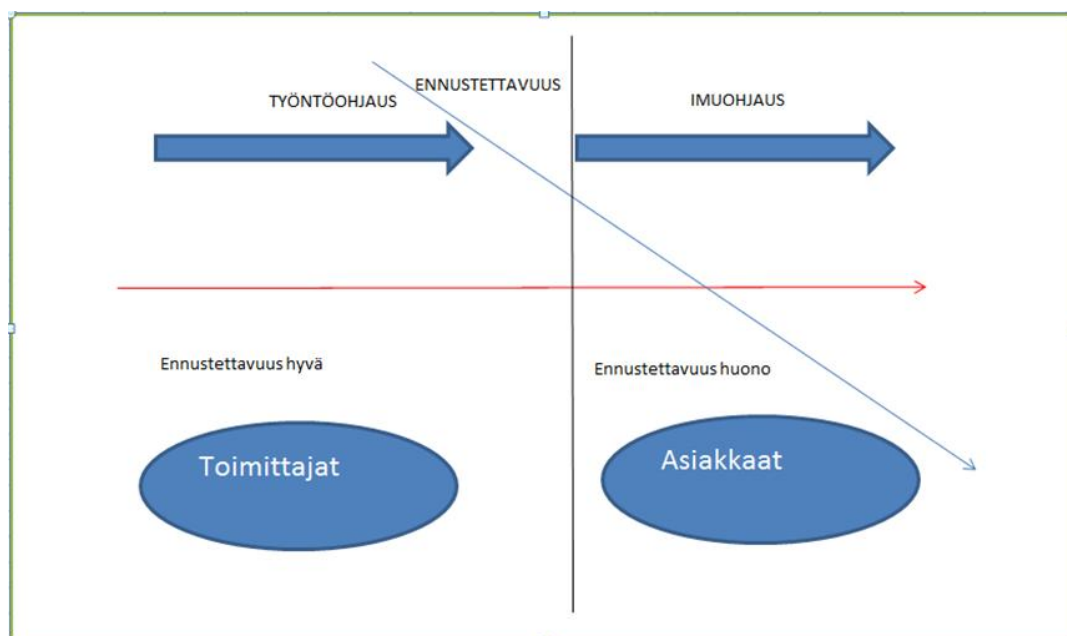 ENNUSTETTAVUUS
TYÖNTÖOHJAUS
IMUOHJAUS
Ennustettavuus hyvä
Ennustettavuus huono
Toimittajat
Asiakkaat